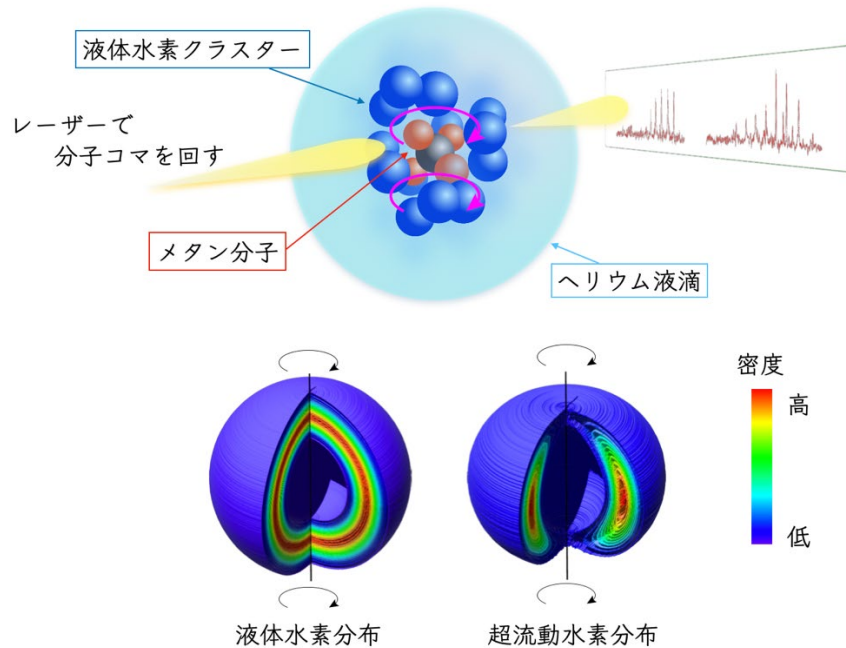 液体水素クラスター
レーザーで
分子コマを回す
メタン分子
ヘリウム液滴
密度
高
低
液体水素分布
超流動水素分布